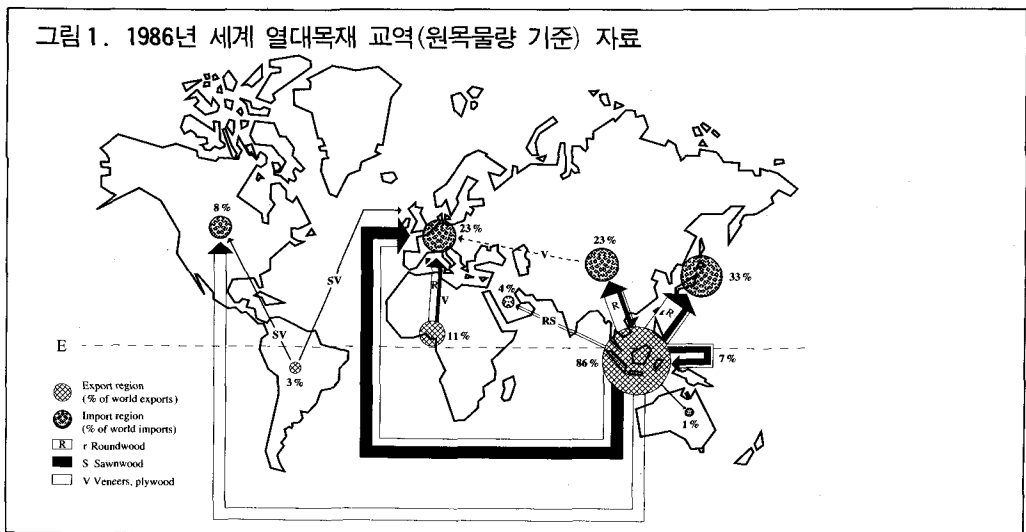 그림 1. 1986년 세계 열대목재 교역(원목물량 기준) 자료
8%
23%
23%
33%
4%
V
SV
R
V
R
R
RS
SV
E
11%
86%
7%
3%
1%
Export region
(% of world exports)
Import region
(% of world imports)
R r Roundwood
S Sawnwood
V Vencers, plywood